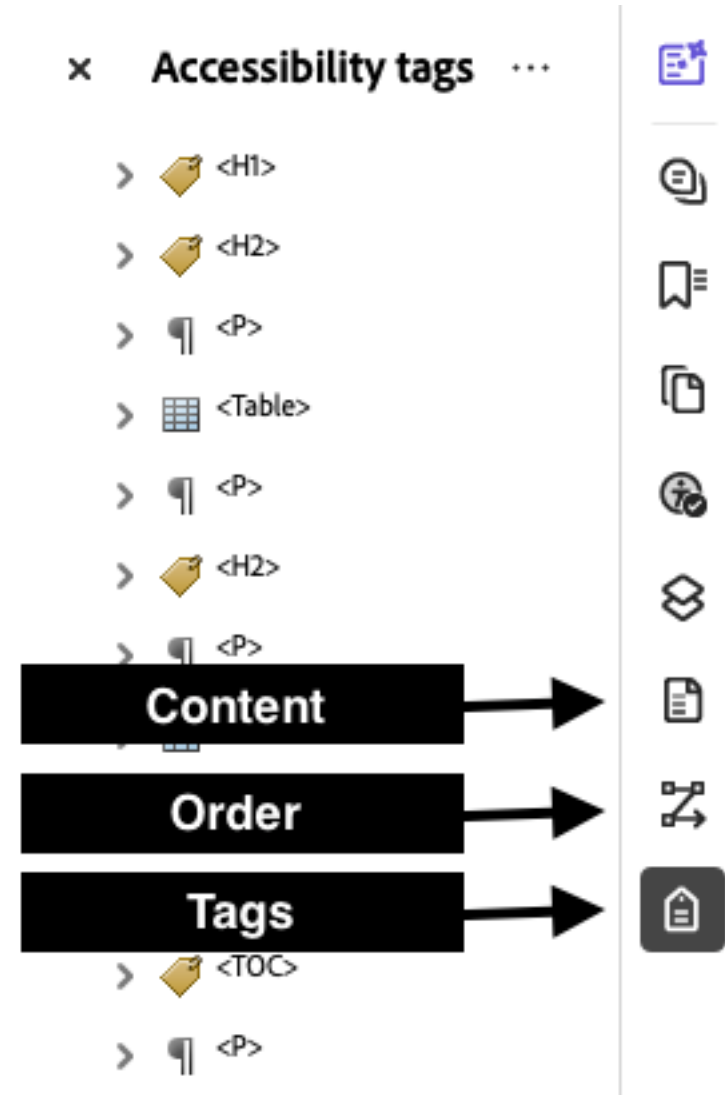 Accessibility tags
<H1>
<H2>
<P>
<Table>
<P>
<H2>
<P>
Content
Order
Tags
<TOC>
<P>